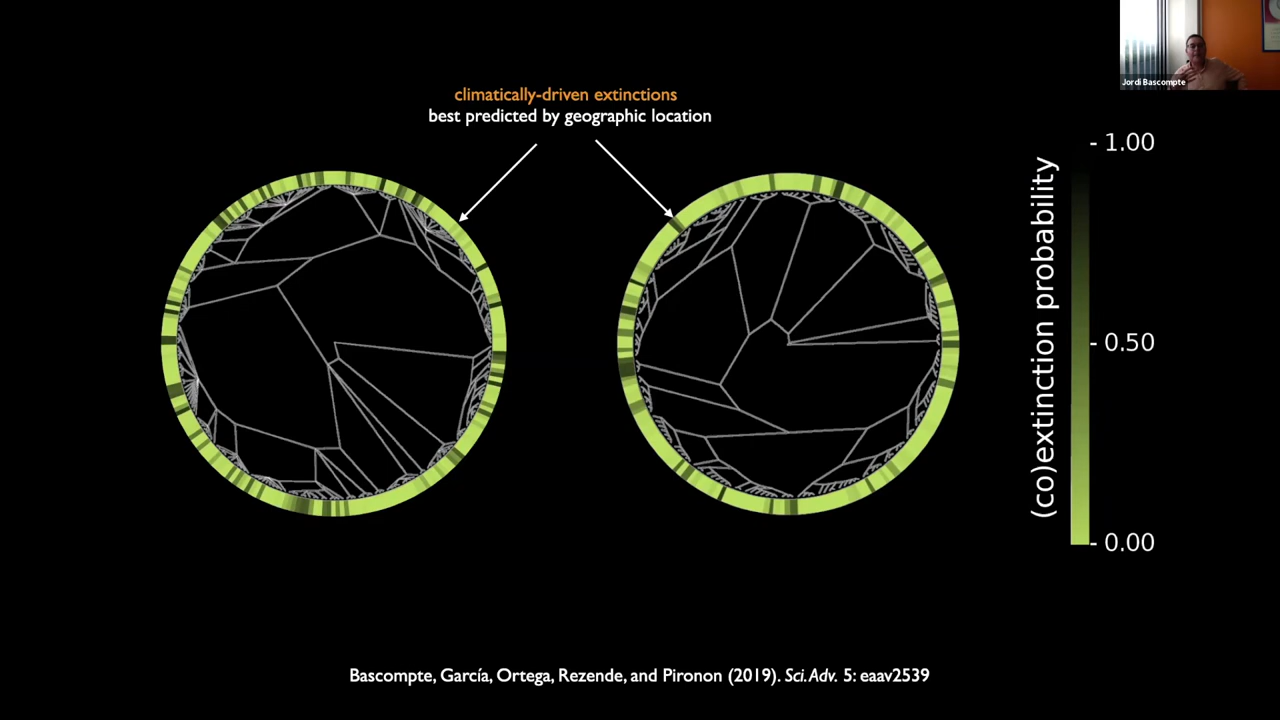 Jordi Bascompte
climatically-driven extinctions
best predicted by geographic location
(co)extinction probability
- 1.00
- 0.50
- 0.00
Bascompte, García, Ortega, Rezende, and Pironon (2019). Sci. Adv. 5: eaav2539